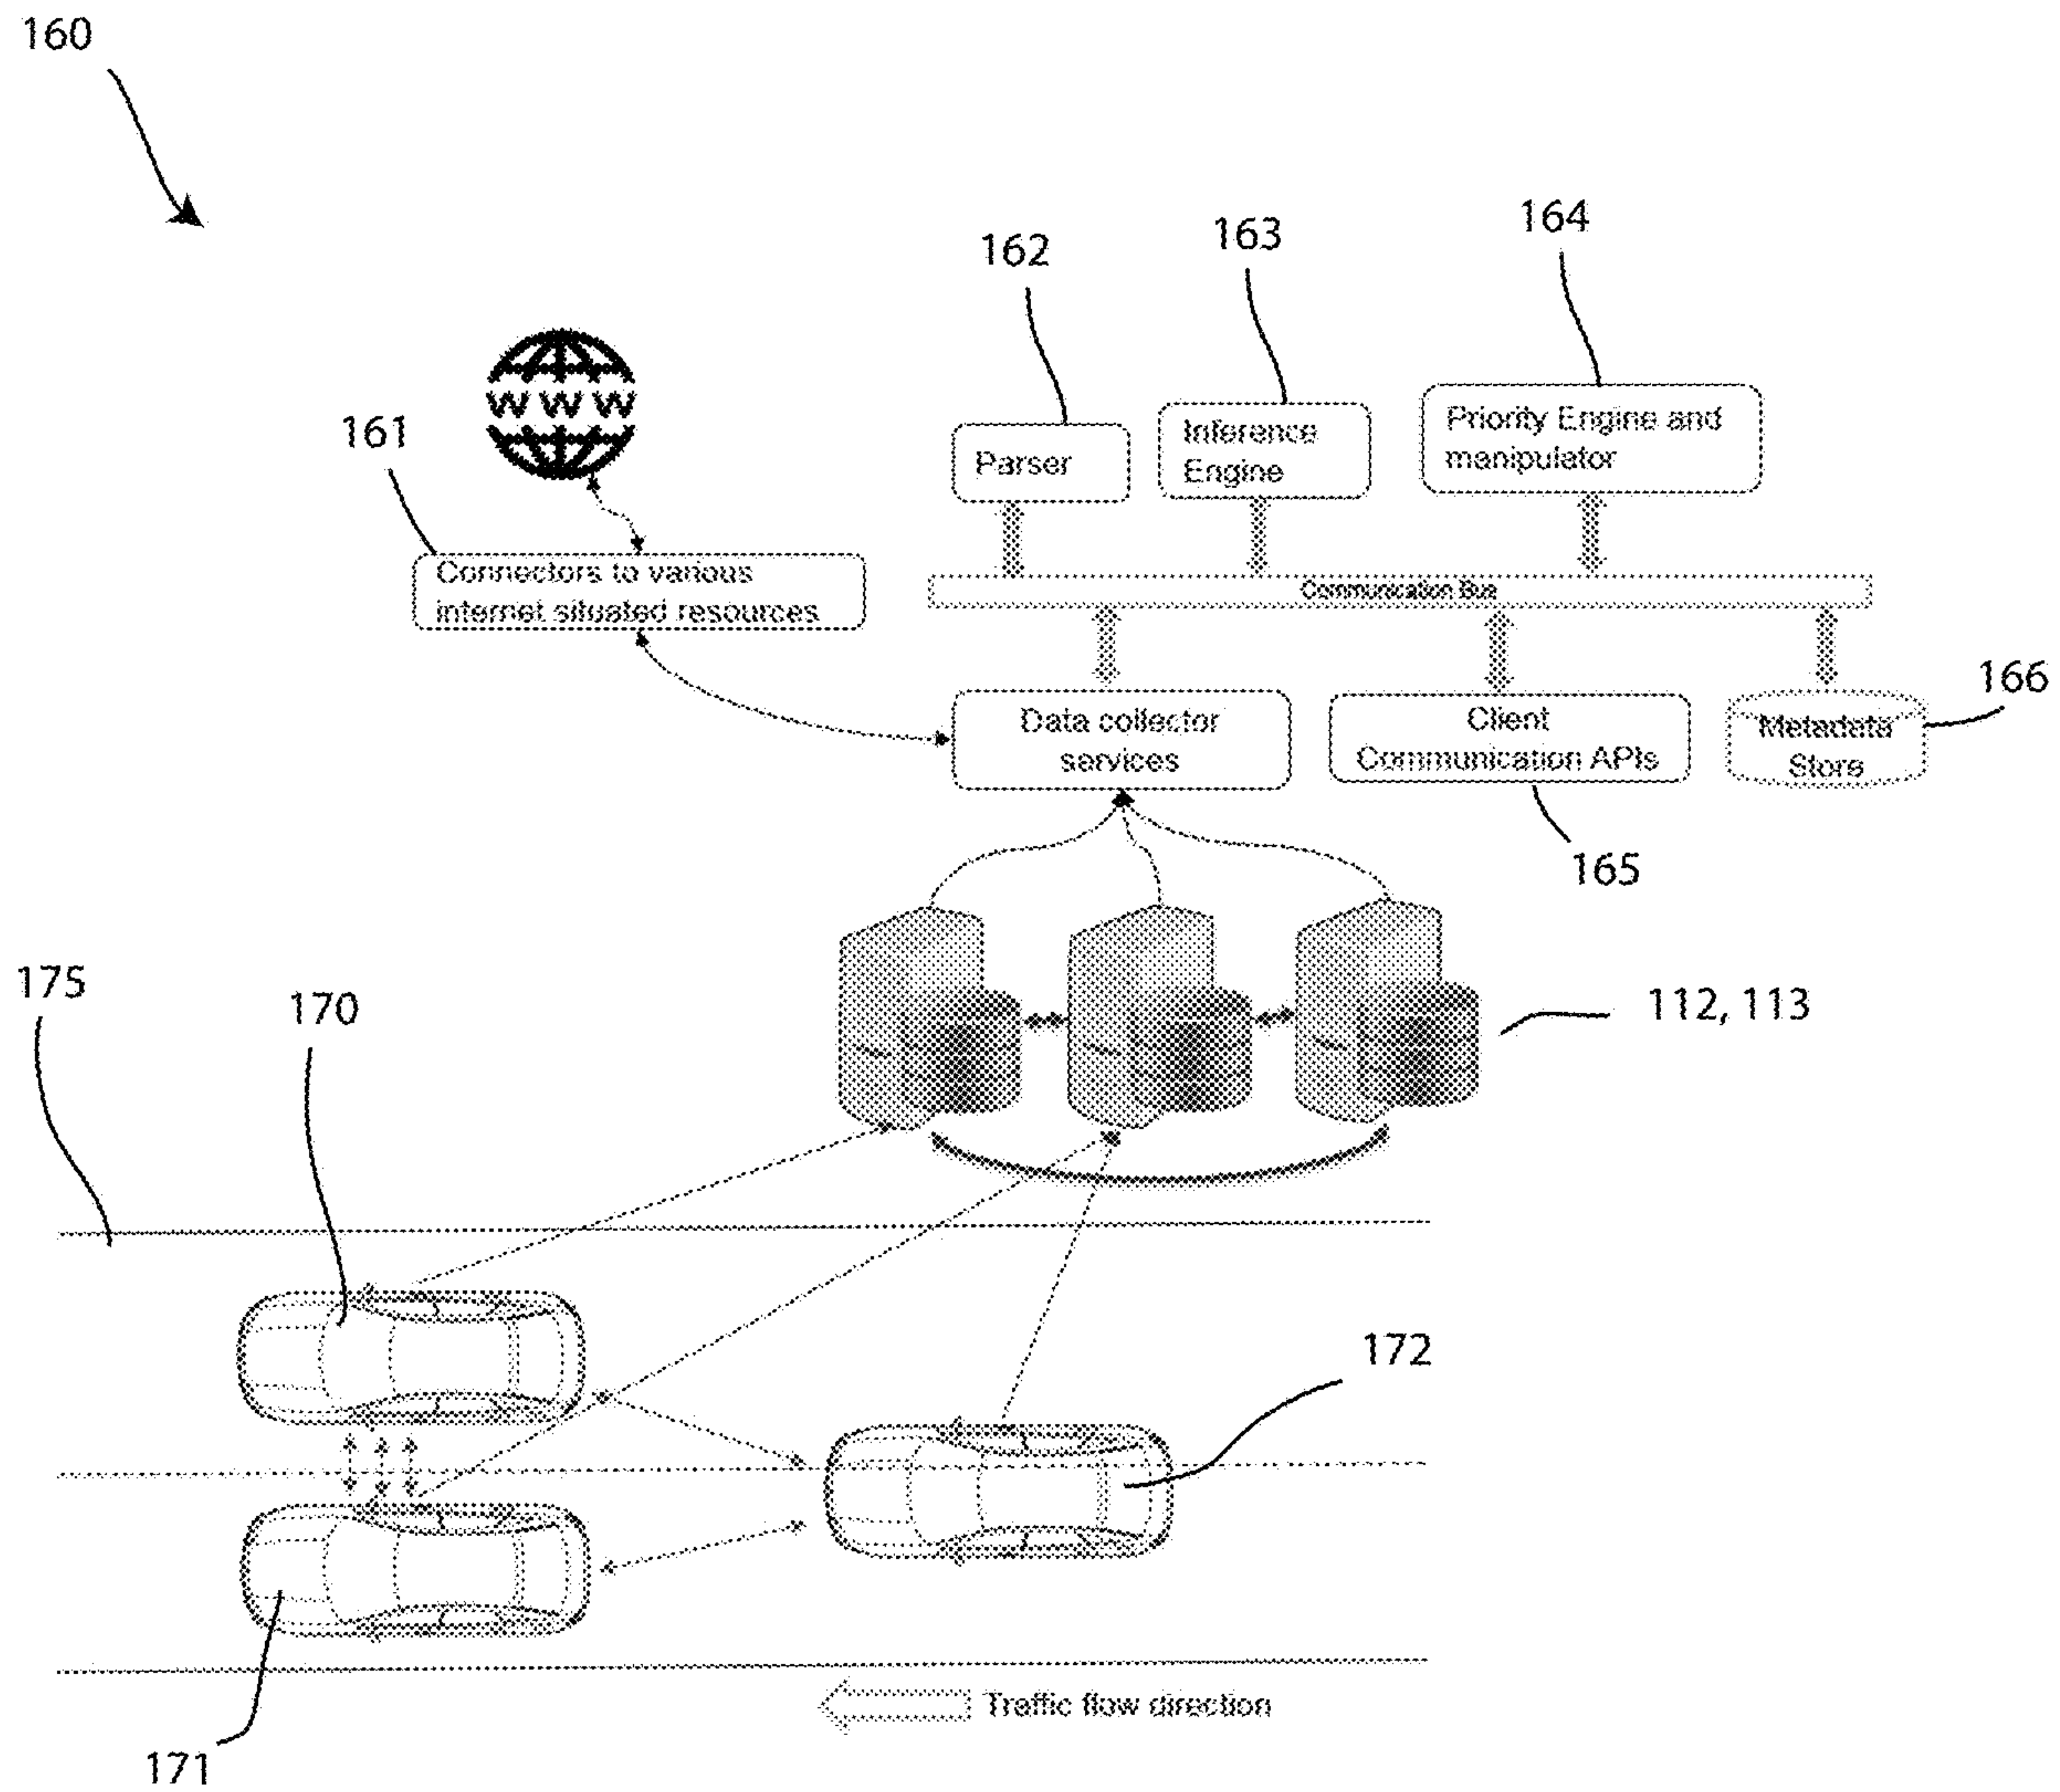 160
164
163
162
W W W
161
Priority Engine and
manipulator
Inference
Engine
Parser
Connectors to various
internet situated resources
Communication Bus
166
Data collector
services
Client
Communication APIs
Metadata
Store
165
175
170
112, 113
172
Traffic flow direction
171